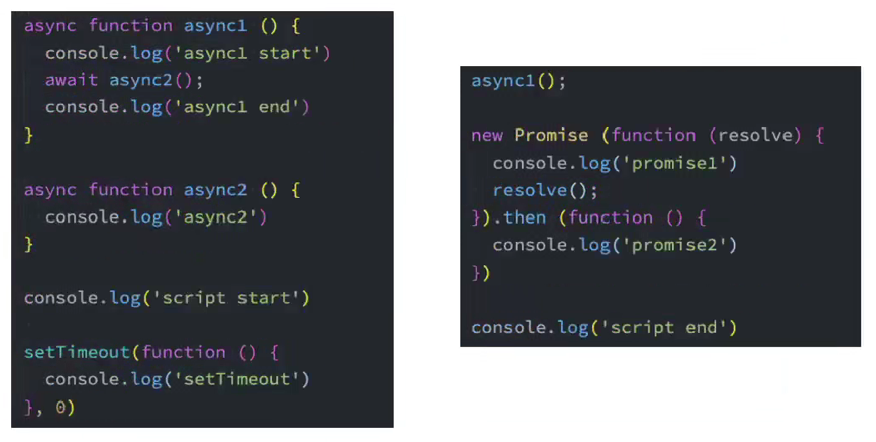 async function async1 () {
  console.log('async1 start')
  await async2();
  console.log('async1 end')
}
async function async2 () {
  console.log('async2')
}
console.log('script start')
setTimeout(function () {
  console.log('setTimeout')
}, 0)
async1();
new Promise (function (resolve) {
  console.log('promise1')
  resolve();
}).then (function () {
  console.log('promise2')
})
console.log('script end')